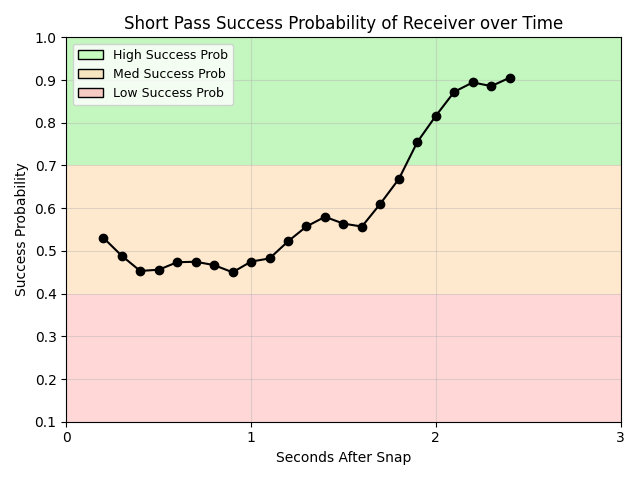 Short Pass Success Probability of Receiver over Time
High Success Prob
Med Success Prob
Low Success Prob
Success Probability
1.0
0.9
0.8
0.7
0.6
0.5
0.4
0.3
0.2
0.1
0 1 2 3
Seconds After Snap